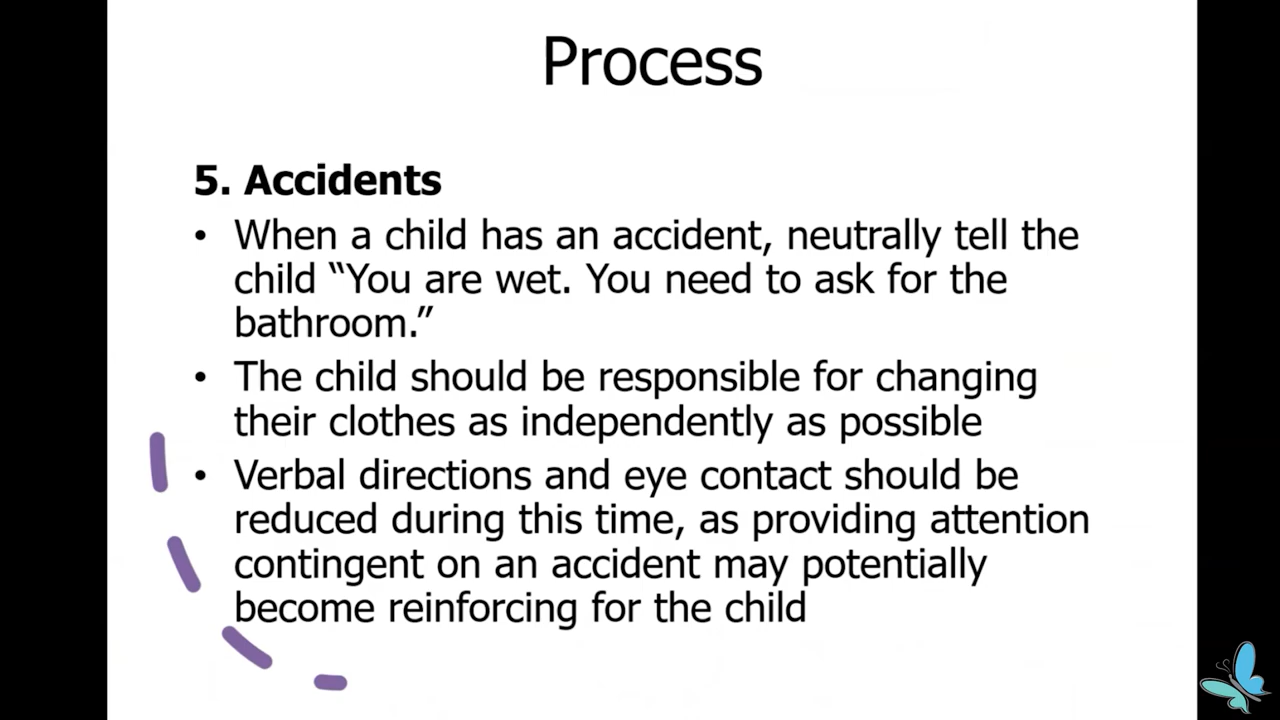 Process
5. Accidents
• When a child has an accident, neutrally tell the
child “You are wet. You need to ask for the
bathroom.”
• The child should be responsible for changing
their clothes as independently as possible
• Verbal directions and eye contact should be
reduced during this time, as providing attention
contingent on an accident may potentially
become reinforcing for the child